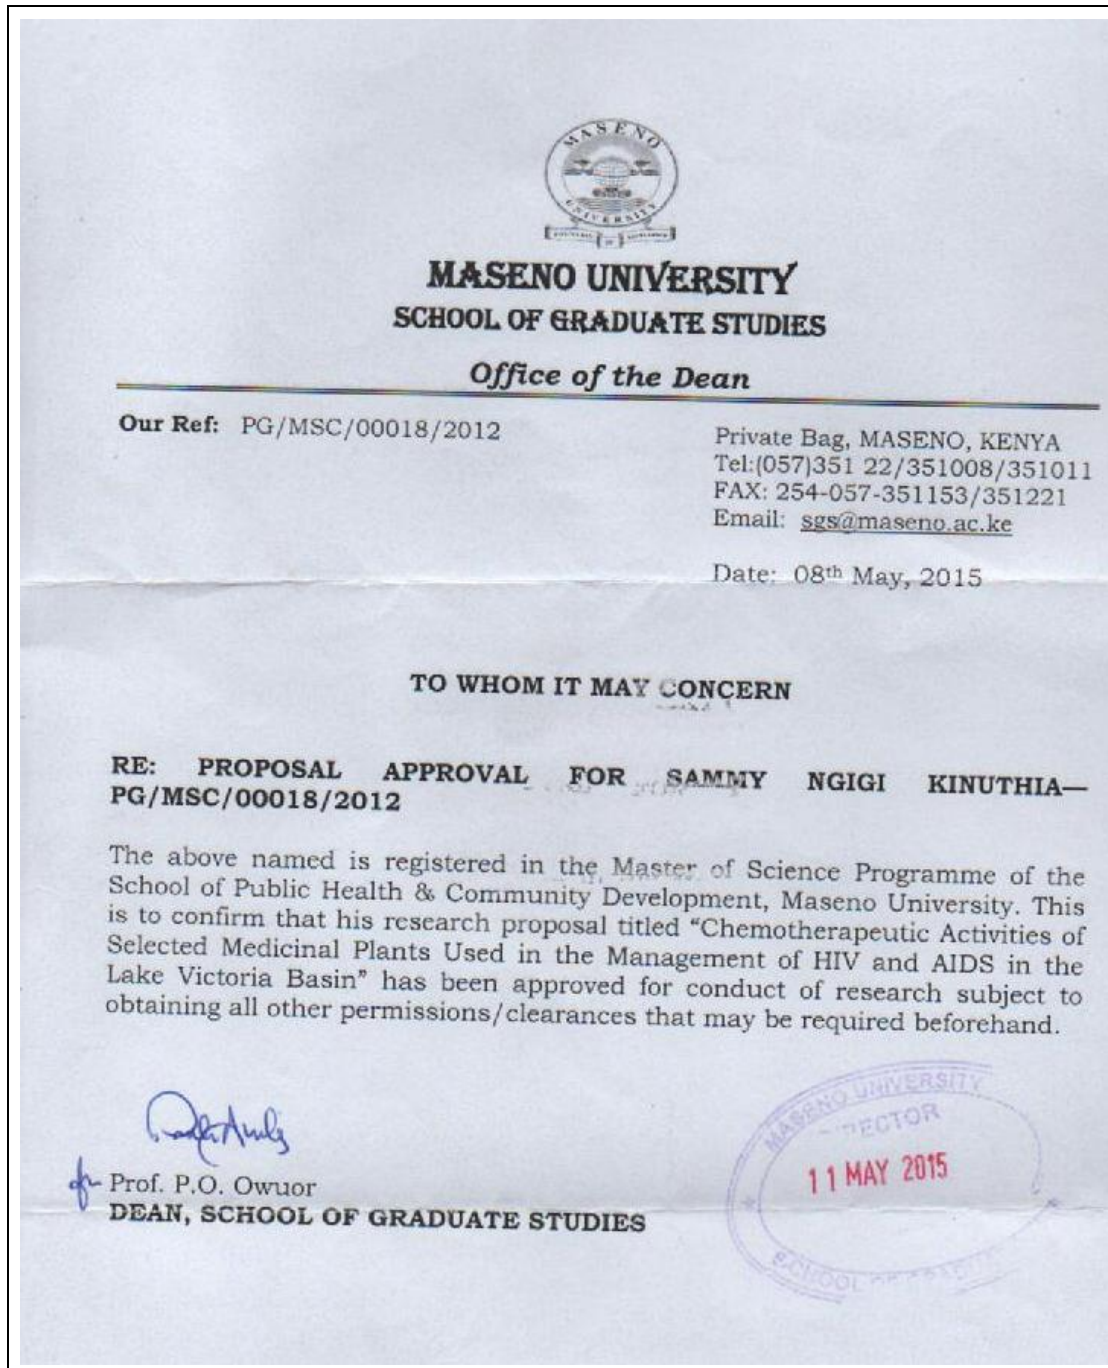 MASENO
UNIVERSITY
MASENO UNIVERSITY
SCHOOL OF GRADUATE STUDIES
Office of the Dean
Our Ref: PG/MSC/00018/2012
Private Bag, MASENO, KENYA
Tel:(057)351 22/351008/351011
FAX: 254-057-351153/351221
Email: sgs@maseno.ac.ke
Date: 08th May, 2015
TO WHOM IT MAY CONCERN
RE: PROPOSAL APPROVAL FOR SAMMY NGIGI KINUTHIA—
PG/MSC/00018/2012
The above named is registered in the Master of Science Programme of the
School of Public Health & Community Development, Maseno University. This
is to confirm that his research proposal titled “Chemotherapeutic Activities of
Selected Medicinal Plants Used in the Management of HIV and AIDS in the
Lake Victoria Basin” has been approved for conduct of research subject to
obtaining all other permissions/clearances that may be required beforehand.
Prof. P.O. Owuor
DEAN, SCHOOL OF GRADUATE STUDIES
MASENO UNIVERSITY
DIRECTOR
11 MAY 2015
SCHOOL OF